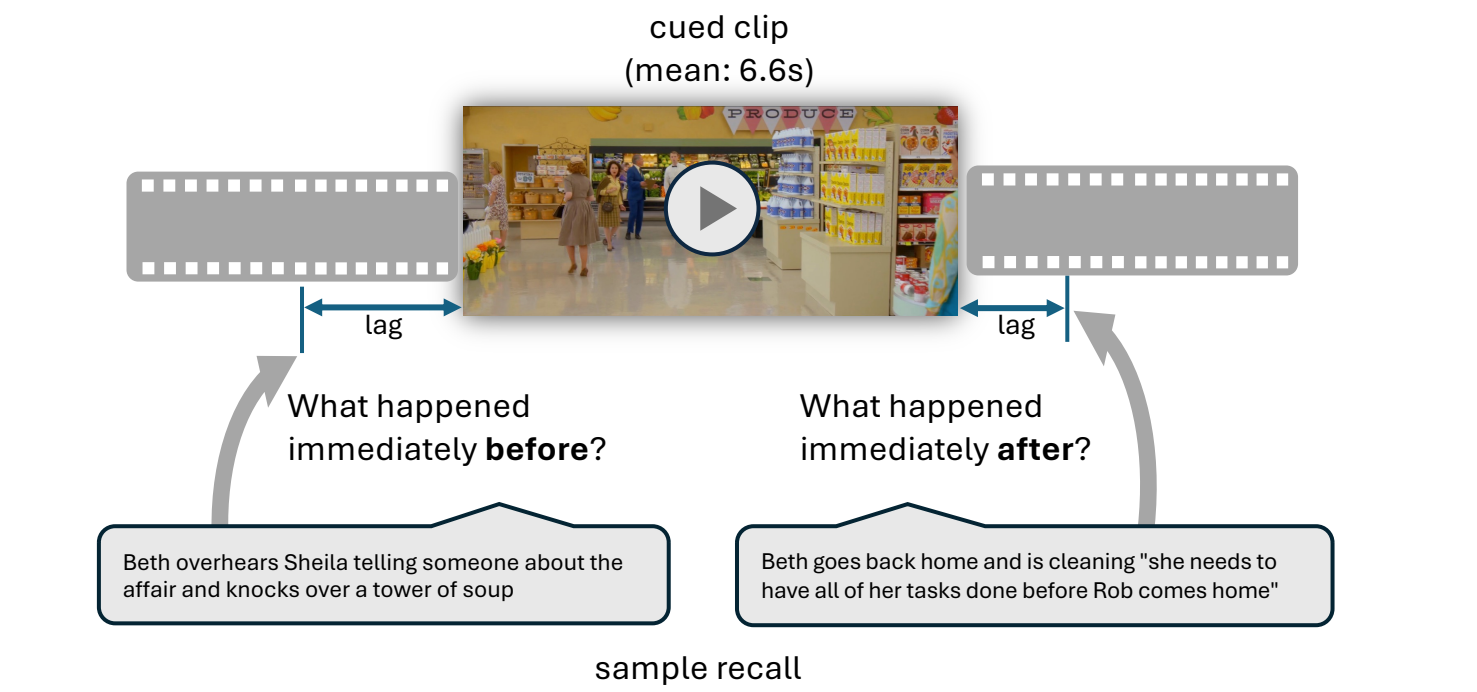 cued clip
(mean: 6.6s)
PRODUCE
lag
lag
What happened
immediately before?
What happened
immediately after?
Beth overhears Sheila telling someone about the
affair and knocks over a tower of soup
Beth goes back home and is cleaning "she needs to
have all of her tasks done before Rob comes home"
sample recall